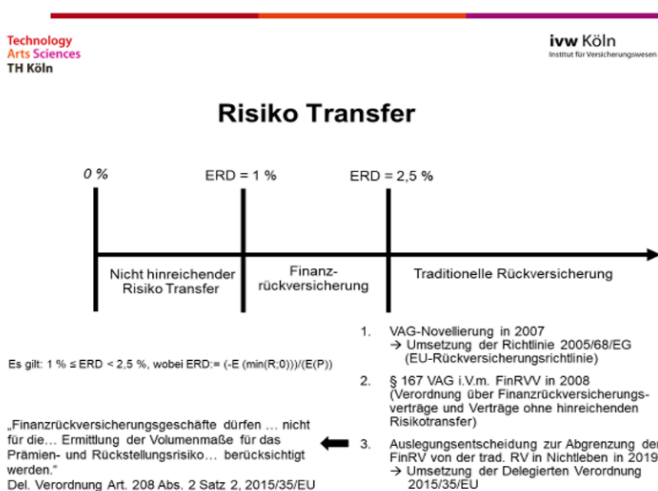 Technology
Arts Sciences
TH Köln
ivw Köln
Institut für Versicherungswesen
Risiko Transfer
0 %
ERD = 1 %
ERD = 2,5 %
Nicht hinreichender
Risiko Transfer
Finanz-
rückversicherung
Traditionelle Rückversicherung
Es gilt: 1 % ≤ ERD < 2,5 %, wobei ERD:= (-E (min(R;0)))/(E(P))
„Finanzrückversicherungsgeschäfte dürfen … nicht
für die… Ermittlung der Volumenmaße für das
Prämien- und Rückstellungsrisiko… berücksichtigt
werden.“
Del. Verordnung Art. 208 Abs. 2 Satz 2, 2015/35/EU
1. VAG-Novellierung in 2007
→ Umsetzung der Richtlinie 2005/68/EG
(EU-Rückversicherungsrichtlinie)
2. § 167 VAG i.V.m. FinRVV in 2008
(Verordnung über Finanzrückversicherungs-
verträge und Verträge ohne hinreichenden
Risikotransfer)
3. Auslegungsentscheidung zur Abgrenzung der
FinRV von der trad. RV in Nichtleben in 2019
→ Umsetzung der Delegierten Verordnung
2015/35/EU